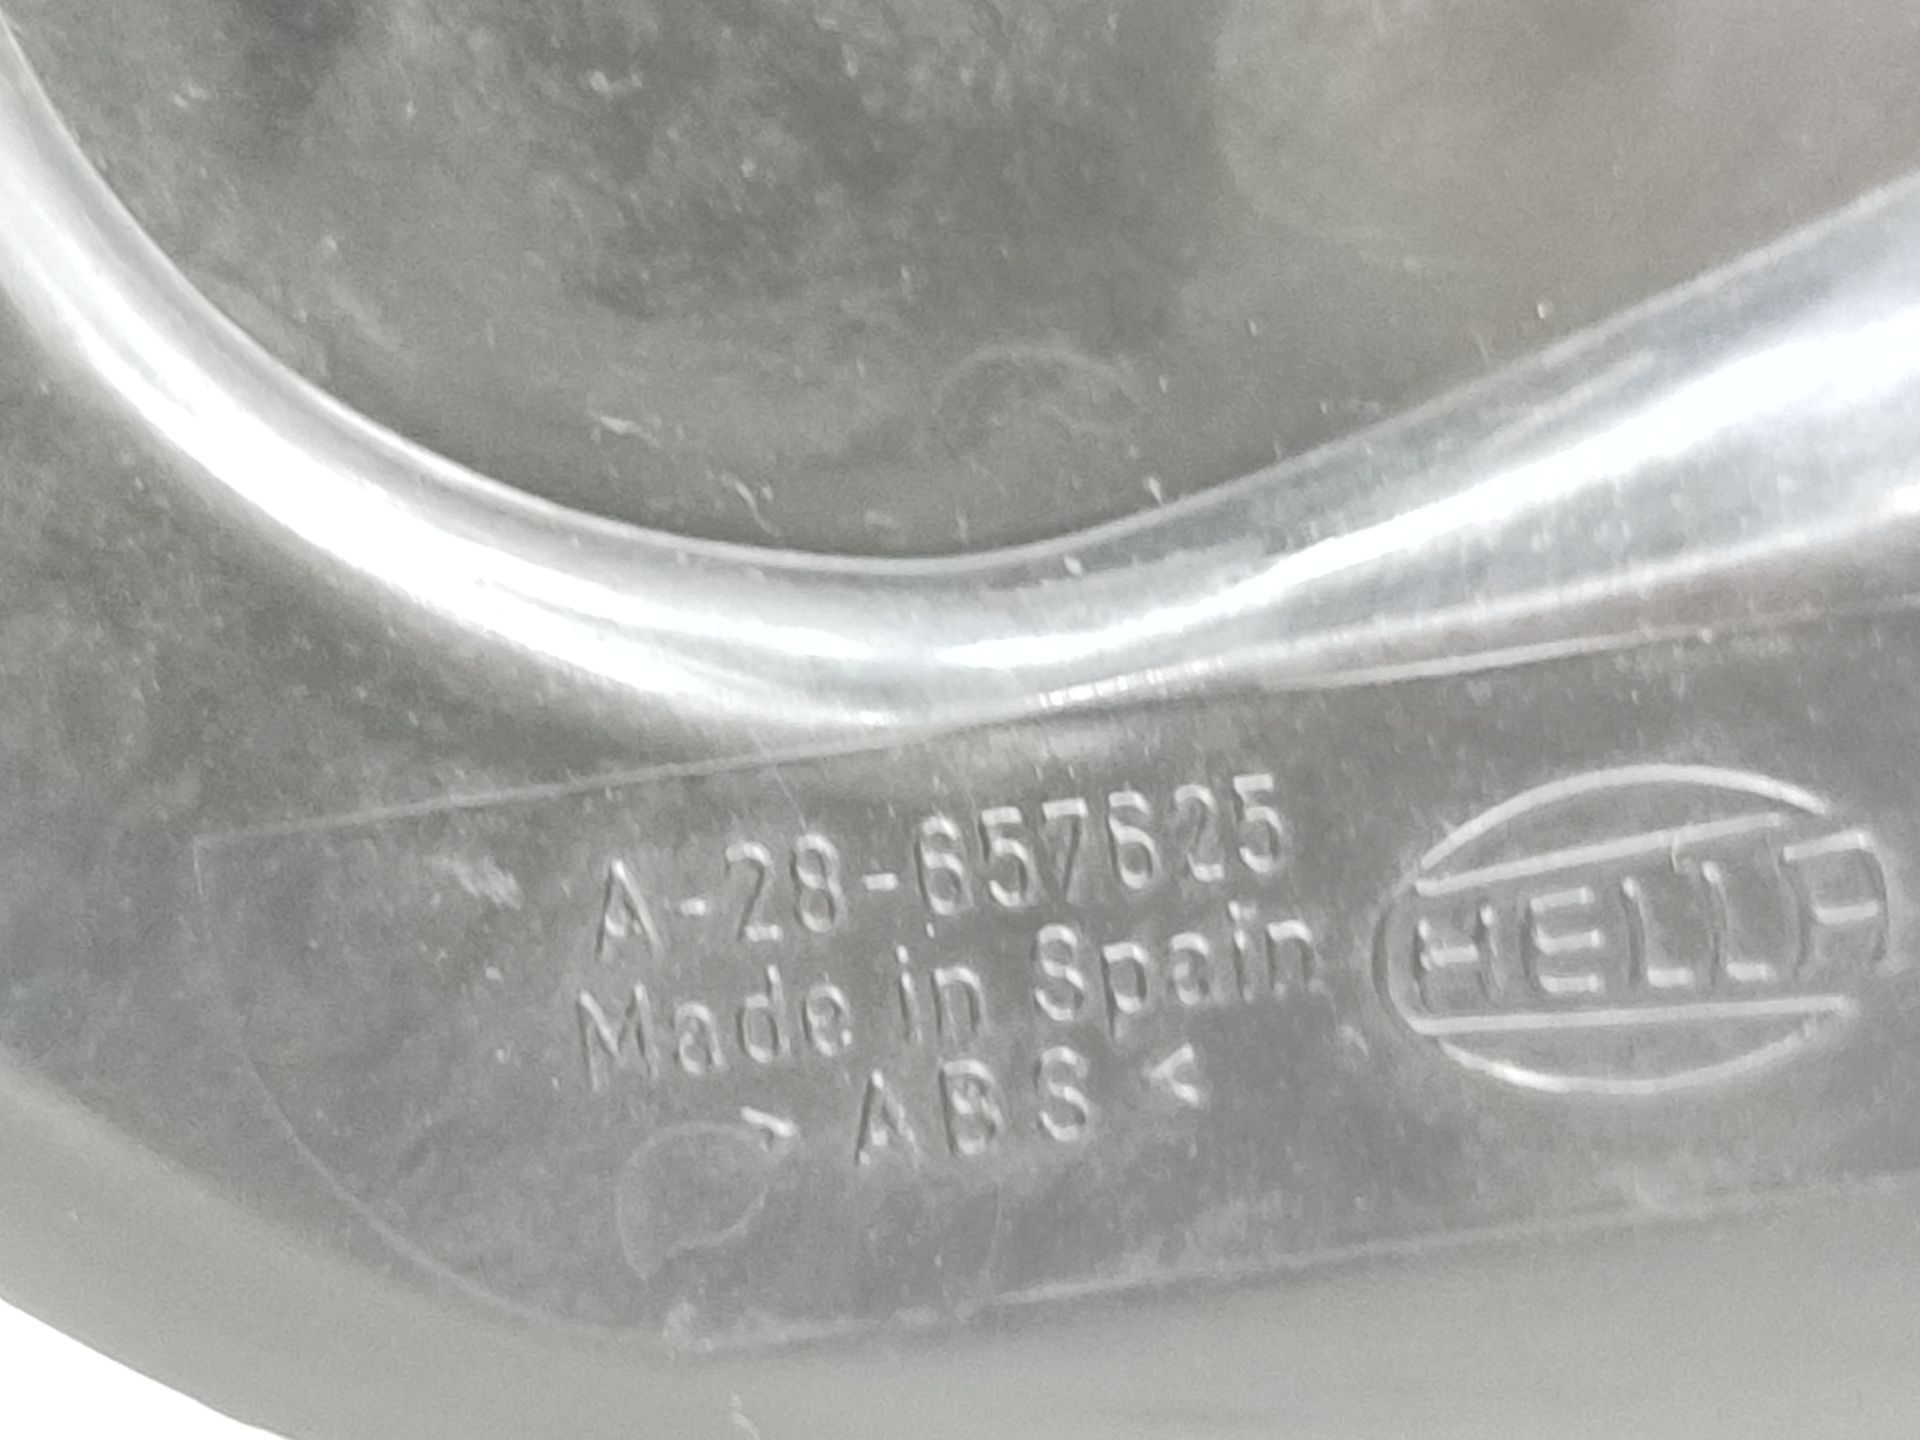 A-28-657625
Made in Spain
> ABS <
HELLA